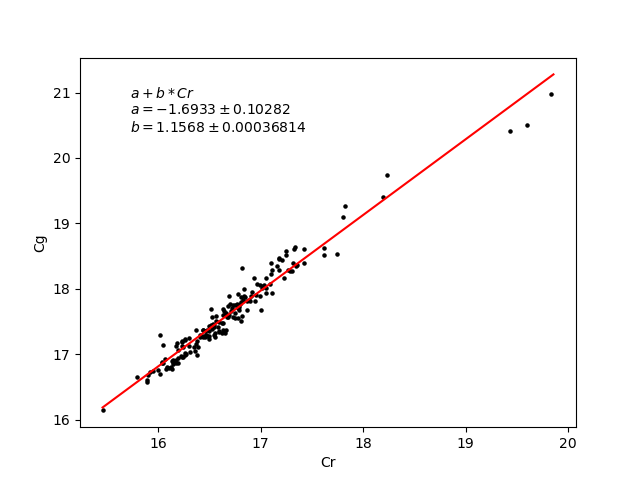 a + b * Cr
a = −1.6933 ± 0.10282
b = 1.1568 ± 0.00036814
21
20
19
18
17
16
Cg
16 17 18 19 20
Cr